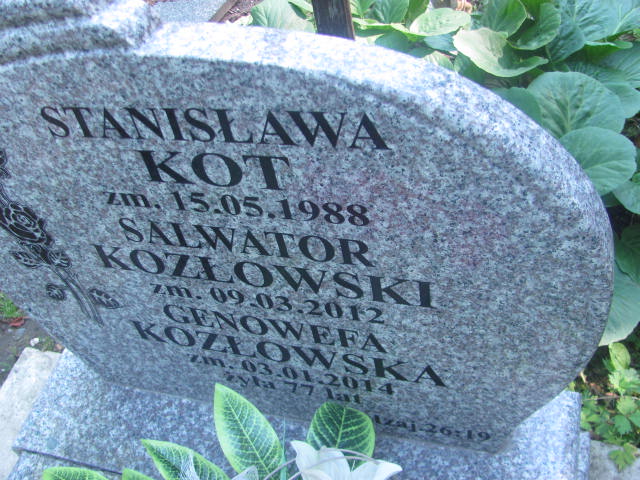 STANISŁAWA
KOT
zm. 15.05.1988
SALWATOR
KOZŁOWSKI
zm. 09.03.2012
GENOWEFA
KOZŁOWSKA
zm. 03.01.2014
żyła 77 lat
Izaj.26:19